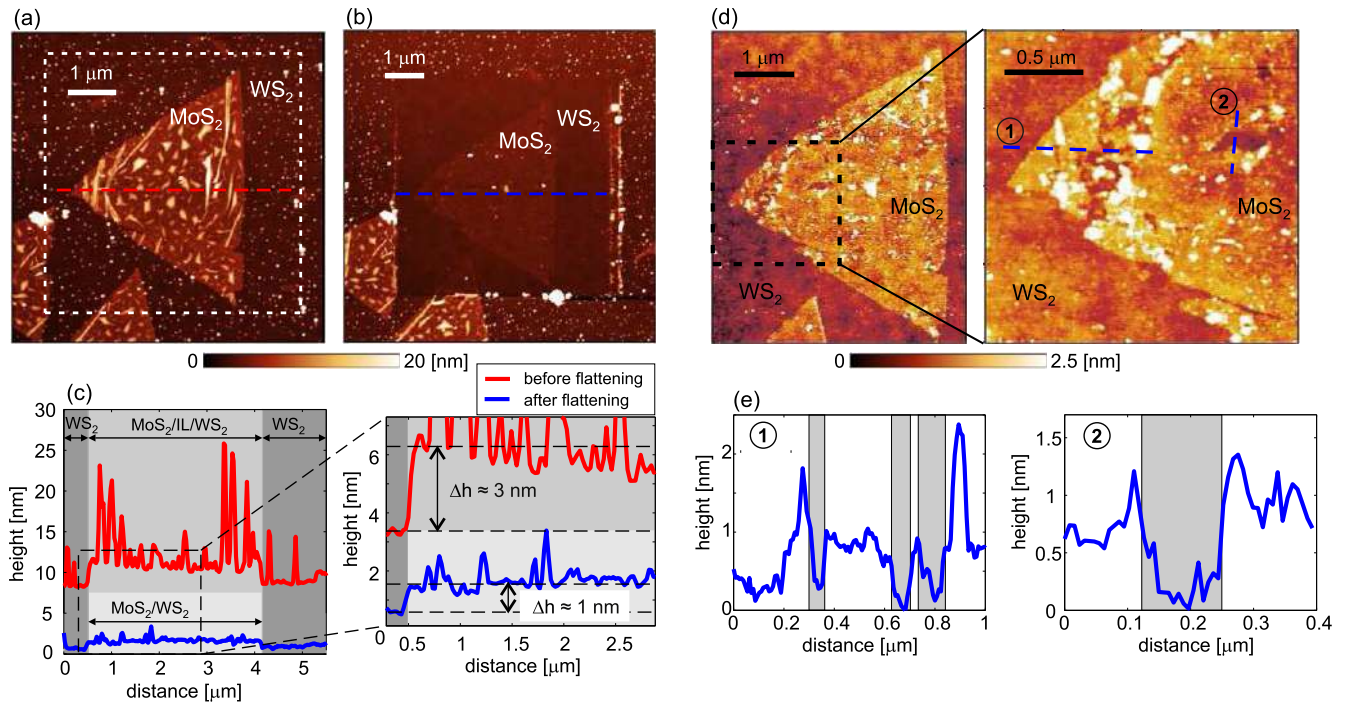 (a)
1 μm
WS₂
MoS₂
(b)
1 μm
WS₂
MoS₂
0
20 [nm]
(c)
before flattening
after flattening
30
25
20
15
10
5
0
height [nm]
WS₂
MoS₂/IL/WS₂
WS₂
MoS₂/WS₂
0
1
2
3
4
5
distance [μm]
6
4
2
0
height [nm]
Δh ≈ 3 nm
Δh ≈ 1 nm
0.5
1
1.5
2
2.5
distance [μm]
(d)
1 μm
MoS₂
WS₂
0.5 μm
1
2
MoS₂
WS₂
0
2.5 [nm]
(e)
1
2
1
0
height [nm]
0
0.2
0.4
0.6
0.8
1
distance [μm]
2
1.5
1
0.5
0
height [nm]
0
0.1
0.2
0.3
0.4
distance [μm]